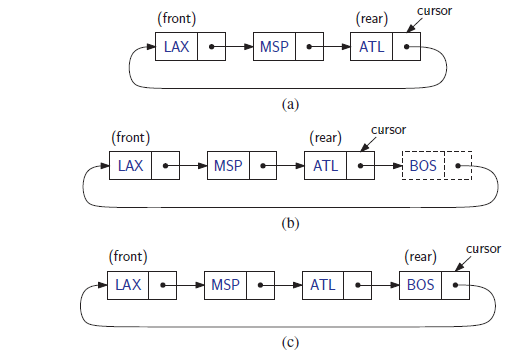 (front) (rear) cursor
LAX MSP ATL
(a)
(front) (rear) cursor
LAX MSP ATL BOS
(b)
(front) (rear) cursor
LAX MSP ATL BOS
(c)